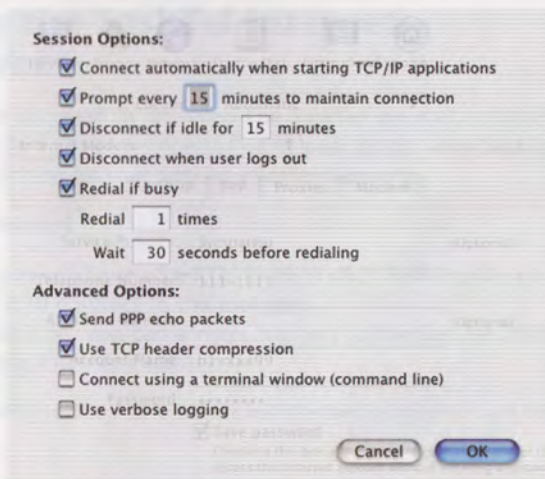 Session Options:
Connect automatically when starting TCP/IP applications
Prompt every 15 minutes to maintain connection
Disconnect if idle for 15 minutes
Disconnect when user logs out
Redial if busy
Redial 1 times
Wait 30 seconds before redialing
Advanced Options:
Send PPP echo packets
Use TCP header compression
Connect using a terminal window (command line)
Use verbose logging
Save password
Cancel OK